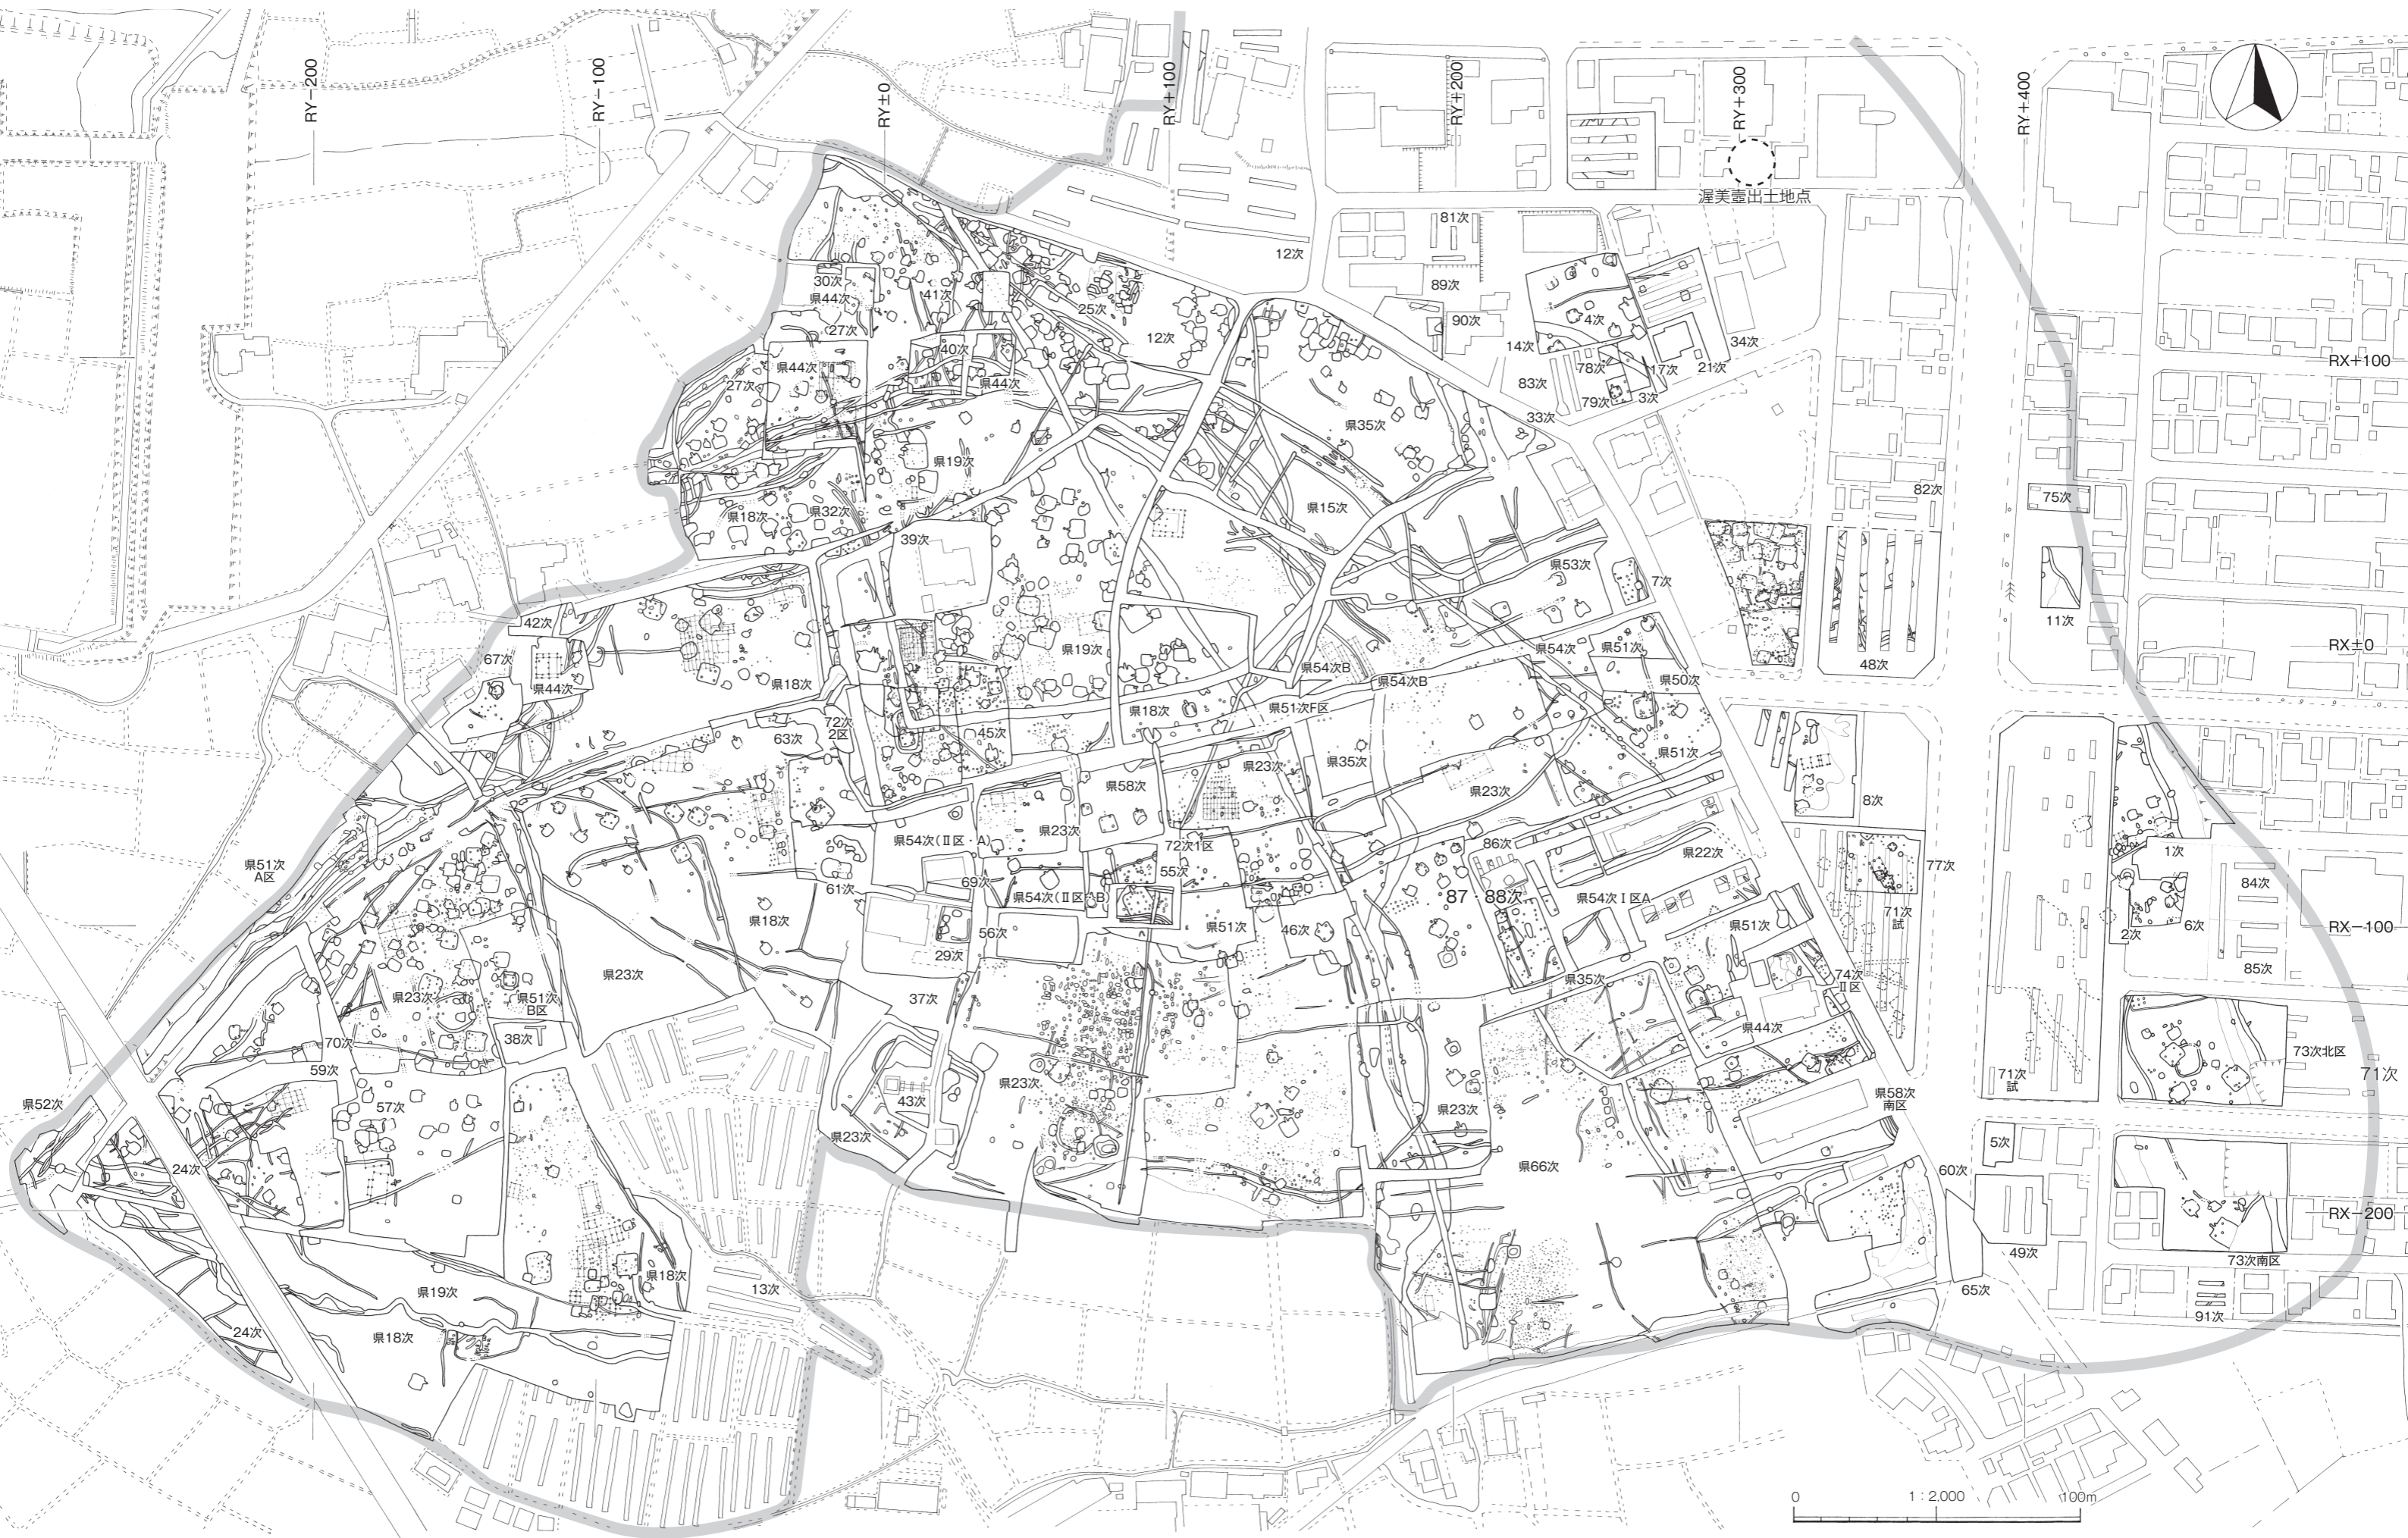 RY−200
RY−100
RY±0
RY+100
RY+200
RY+300
RY+400
渥美壺出土地点
81次
12次
30次
県44次
41次
89次
25次
27次
90次
4次
12次
40次
14次
34次
RX+100
県44次
78次
17次
21次
27次
県44次
83次
79次
3次
33次
県35次
県19次
82次
75次
県18次
県32次
県15次
39次
県53次
7次
11次
42次
RX±0
67次
県19次
県54次B
県54次
県51次
48次
県44次
県18次
県54次B
県50次
県18次
県51次F区
72次
2区
63次
45次
県51次
県35次
県23次
県58次
県23次
8次
県23次
県54次(Ⅱ区・A)
72次1区
86次
1次
県22次
県51次
A区
77次
55次
61次
69次
84次
県54次(Ⅱ区・B)
87・88次
県54次Ⅰ区A
71次
試
県18次
県51次
46次
県51次
6次
RX−100
2次
56次
29次
85次
県23次
県35次
74次
Ⅱ区
県23次
県51次
B区
37次
県44次
38次
70次
73次北区
59次
71次
71次
試
県23次
県52次
57次
43次
県58次
南区
県23次
県23次
5次
24次
県66次
60次
RX−200
49次
73次南区
県18次
県19次
13次
65次
91次
24次
県18次
0
1:2,000
100m